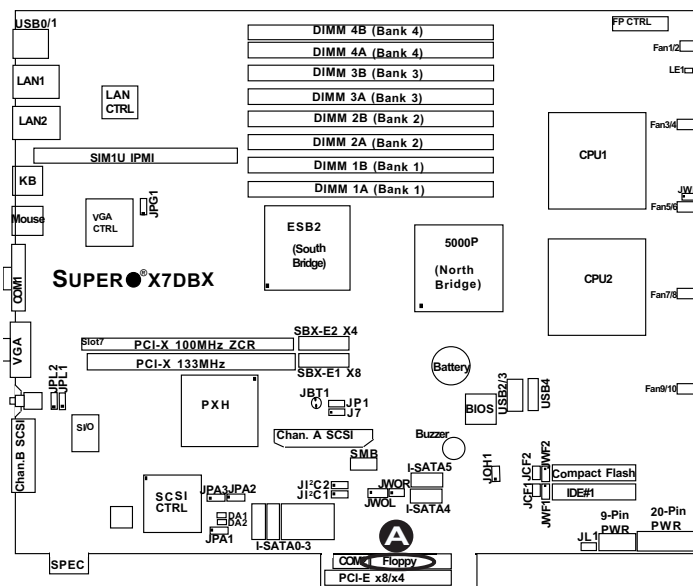 USB0/1
DIMM 4B (Bank 4)
FP CTRL
DIMM 4A (Bank 4)
Fan1/2
DIMM 3B (Bank 3)
LE1
LAN1
LAN CTRL
DIMM 3A (Bank 3)
DIMM 2B (Bank 2)
LAN2
Fan3/4
DIMM 2A (Bank 2)
CPU1
SIM1U IPMI
DIMM 1B (Bank 1)
KB
DIMM 1A (Bank 1)
JPG1
Fan5/6
Mouse
VGA CTRL
ESB2
(South Bridge)
5000P
(North Bridge)
CPU2
COM1
SUPER●®X7DBX
Fan7/8
VGA
SBX-E2 X4
Slot7
PCI-X 100MHz ZCR
PCI-X 133MHz
SBX-E1 X8
Battery
JPL2
JPL1
JBT1
JP1
J7
PXH
BIOS
USB2/3
USB4
Fan9/10
SIO
Chan. A SCSI
Buzzer
Chan.B SCSI
SMB
I-SATA5
JOH1
JCF2
JWF2
Compact Flash
JI²C2
JI²C1
JWOR
JWOL
I-SATA4
JCF1
JWF1
IDE#1
SCSI CTRL
JPA3
JPA2
DA1
DA2
JPA1
I-SATA0-3
A
9-Pin PWR
20-Pin PWR
JL1
SPEC
Floppy
PCI-E x8/x4